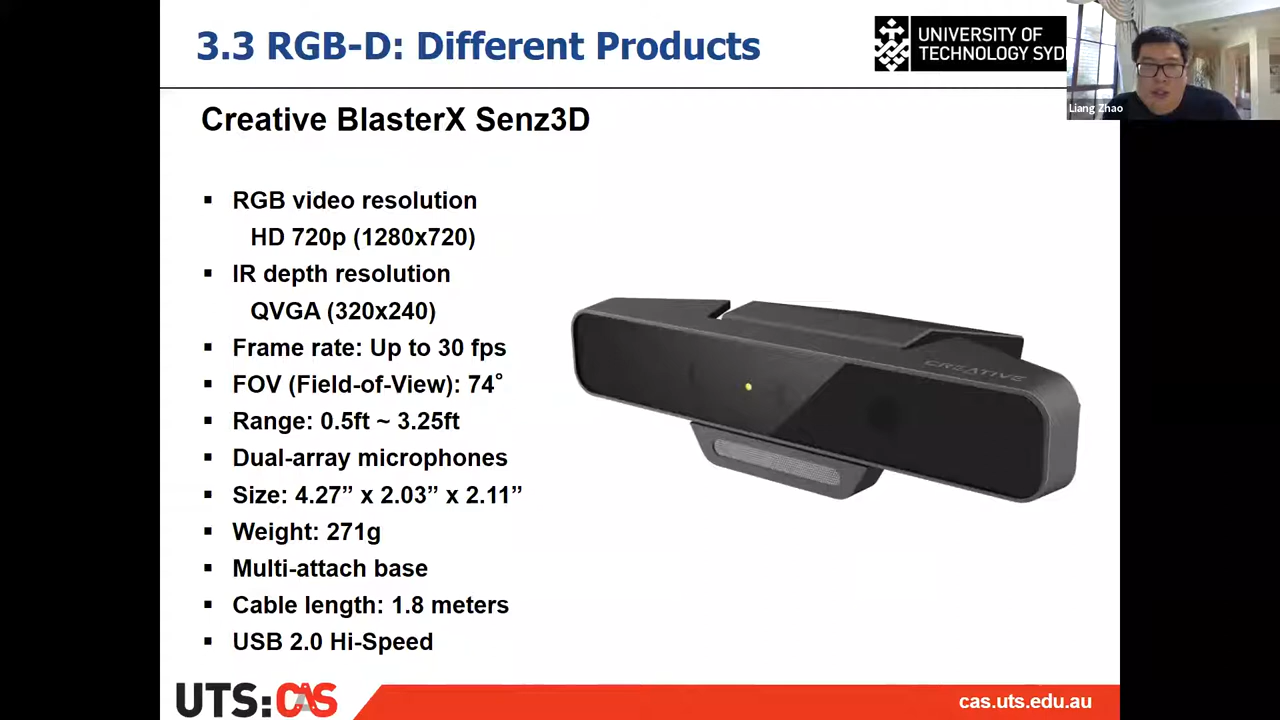 3.3 RGB-D: Different Products
UNIVERSITY OF
TECHNOLOGY SYD
Liang Zhao
Creative BlasterX Senz3D
▪ RGB video resolution
HD 720p (1280x720)
▪ IR depth resolution
QVGA (320x240)
▪ Frame rate: Up to 30 fps
▪ FOV (Field-of-View): 74°
▪ Range: 0.5ft ~ 3.25ft
▪ Dual-array microphones
▪ Size: 4.27” x 2.03” x 2.11”
▪ Weight: 271g
▪ Multi-attach base
▪ Cable length: 1.8 meters
▪ USB 2.0 Hi-Speed
CREATIVE
UTS:CAS
cas.uts.edu.au